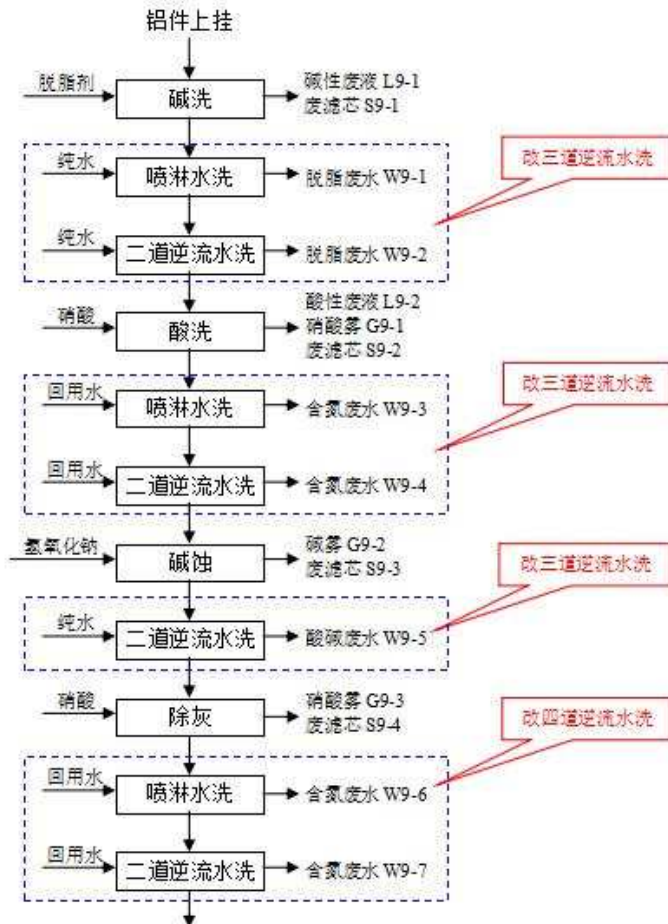 铝件上挂
脱脂剂
碱洗
碱性废液 L9-1
废滤芯 S9-1
纯水
喷淋水洗
脱脂废水 W9-1
改三道逆流水洗
纯水
二道逆流水洗
脱脂废水 W9-2
硝酸
酸洗
酸性废液 L9-2
硝酸雾 G9-1
废滤芯 S9-2
回用水
喷淋水洗
含氮废水 W9-3
改三道逆流水洗
回用水
二道逆流水洗
含氮废水 W9-4
氢氧化钠
碱蚀
碱雾 G9-2
废滤芯 S9-3
改三道逆流水洗
纯水
二道逆流水洗
酸碱废水 W9-5
硝酸
除灰
硝酸雾 G9-3
废滤芯 S9-4
改四道逆流水洗
回用水
喷淋水洗
含氮废水 W9-6
回用水
二道逆流水洗
含氮废水 W9-7